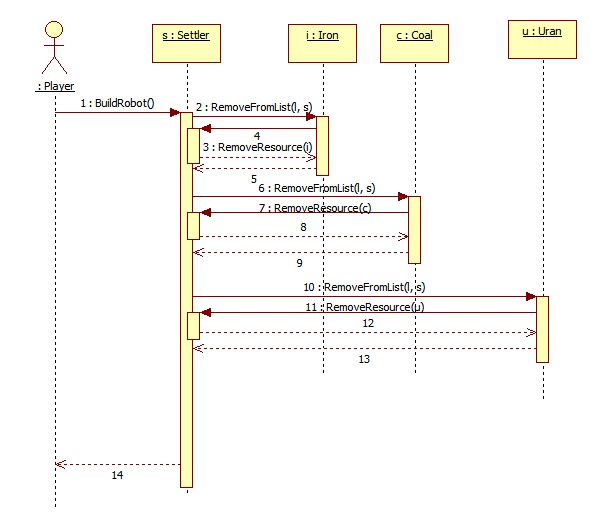 s : Settler
i : Iron
c : Coal
u : Uran
: Player
1 : BuildRobot()
2 : RemoveFromList(l, s)
4
3 : RemoveResource(i)
5
6 : RemoveFromList(l, s)
7 : RemoveResource(c)
8
9
10 : RemoveFromList(l, s)
11 : RemoveResource(u)
12
13
14